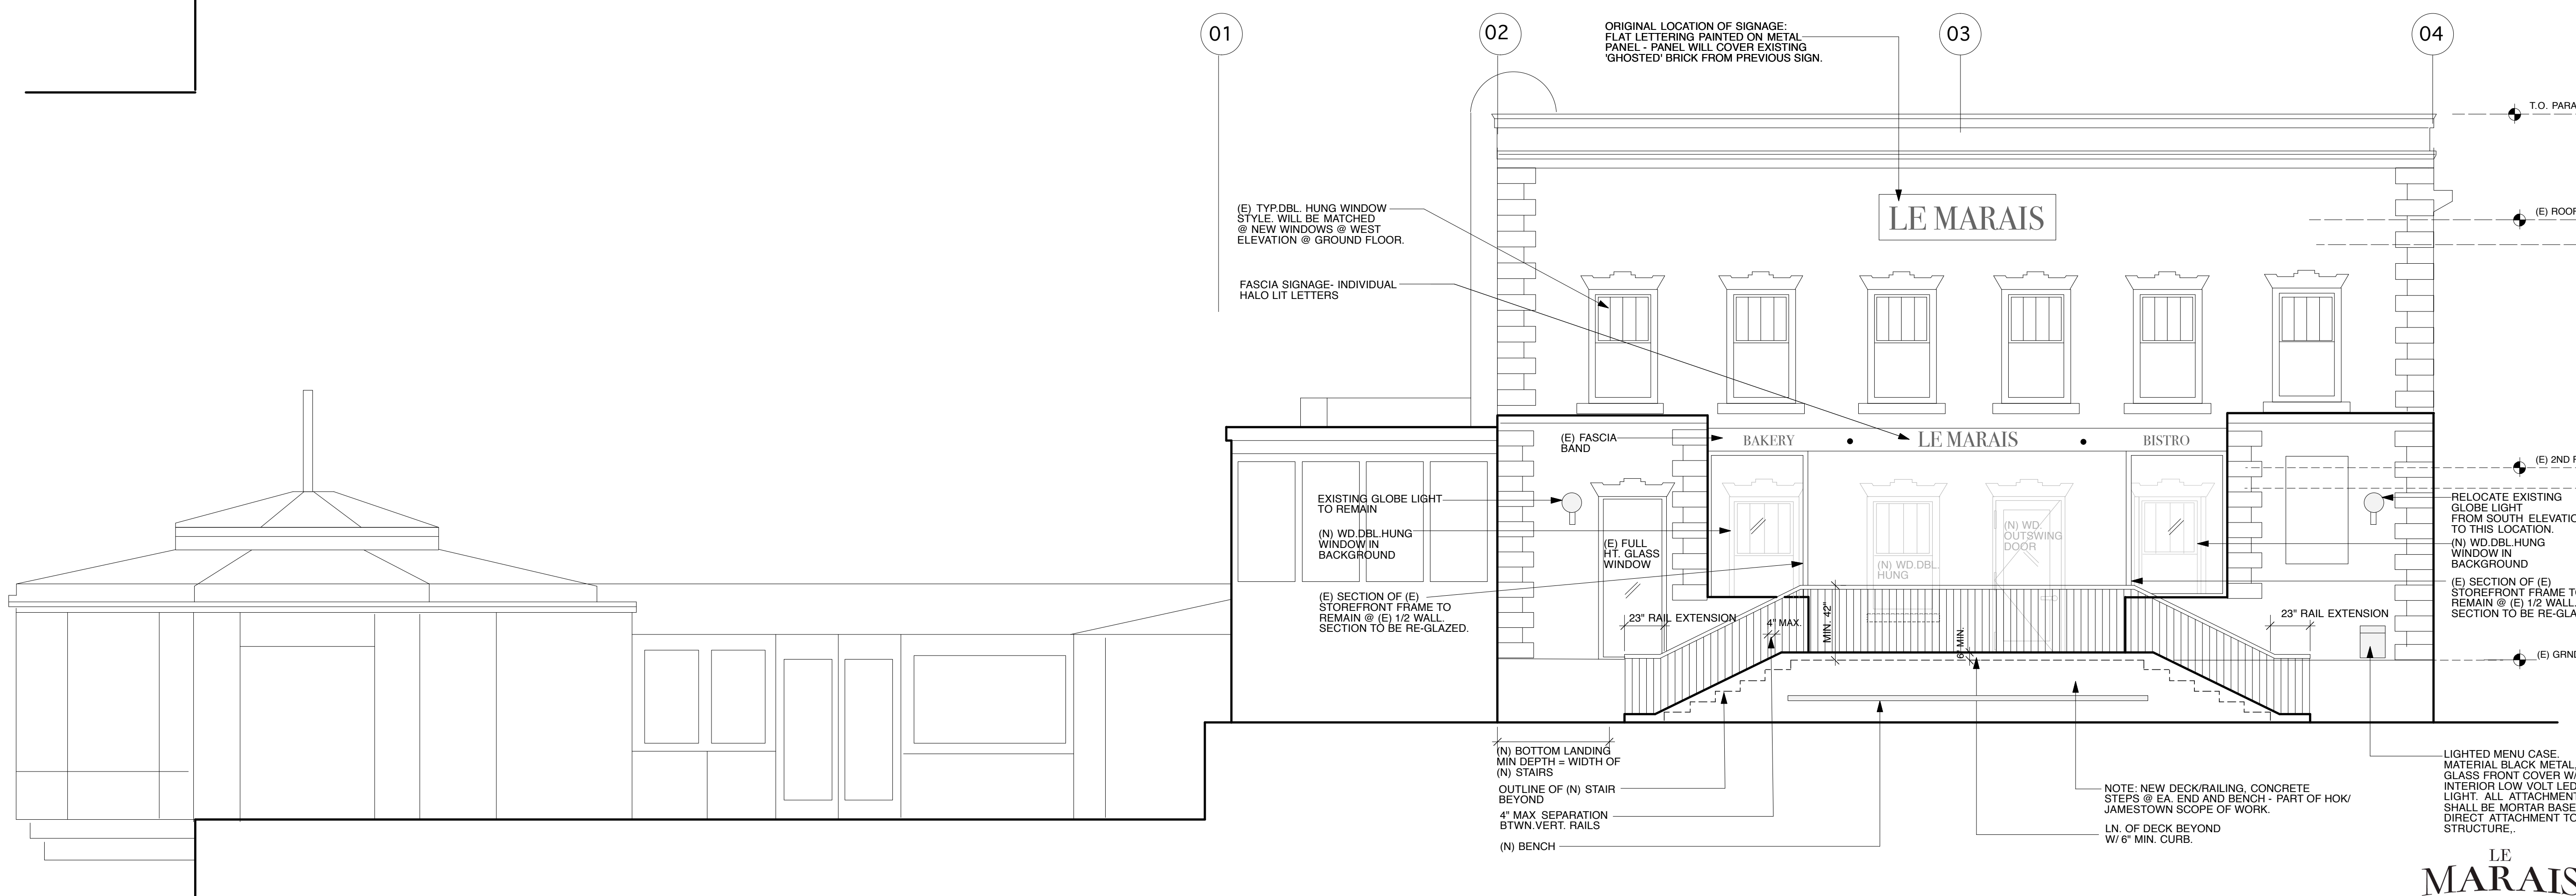 01
02
03
04
ORIGINAL LOCATION OF SIGNAGE:
FLAT LETTERING PAINTED ON METAL
PANEL - PANEL WILL COVER EXISTING
'GHOSTED' BRICK FROM PREVIOUS SIGN.
T.O. PARA
(E) TYP.DBL. HUNG WINDOW
STYLE. WILL BE MATCHED
@ NEW WINDOWS @ WEST
ELEVATION @ GROUND FLOOR.
LE MARAIS
(E) ROOF
FASCIA SIGNAGE- INDIVIDUAL
HALO LIT LETTERS
(E) FASCIA
BAND
BAKERY • LE MARAIS • BISTRO
(E) 2ND F
EXISTING GLOBE LIGHT
TO REMAIN
(N) WD.DBL.HUNG
WINDOW IN
BACKGROUND
(E) FULL
HT. GLASS
WINDOW
(N) WD.
OUTSWING
DOOR
(N) WD.DBL.
HUNG
RELOCATE EXISTING
GLOBE LIGHT
FROM SOUTH ELEVATIO
TO THIS LOCATION.
(N) WD.DBL.HUNG
WINDOW IN
BACKGROUND
(E) SECTION OF (E)
STOREFRONT FRAME TO
REMAIN @ (E) 1/2 WALL.
SECTION TO BE RE-GLAZED.
(E) SECTION OF (E)
STOREFRONT FRAME TO
REMAIN @ (E) 1/2 WALL.
SECTION TO BE RE-GLA
23" RAIL EXTENSION
4" MAX.
MIN. 42"
6" MIN.
23" RAIL EXTENSION
(E) GRN
(N) BOTTOM LANDING
MIN DEPTH = WIDTH OF
(N) STAIRS
OUTLINE OF (N) STAIR
BEYOND
4" MAX SEPARATION
BTWN.VERT. RAILS
(N) BENCH
NOTE: NEW DECK/RAILING, CONCRETE
STEPS @ EA. END AND BENCH - PART OF HOK/
JAMESTOWN SCOPE OF WORK.
LN. OF DECK BEYOND
W/ 6" MIN. CURB.
LIGHTED MENU CASE.
MATERIAL BLACK METAL,
GLASS FRONT COVER W/
INTERIOR LOW VOLT LED
LIGHT. ALL ATTACHMENT
SHALL BE MORTAR BASE
DIRECT ATTACHMENT TO
STRUCTURE,.
LE
MARAIS